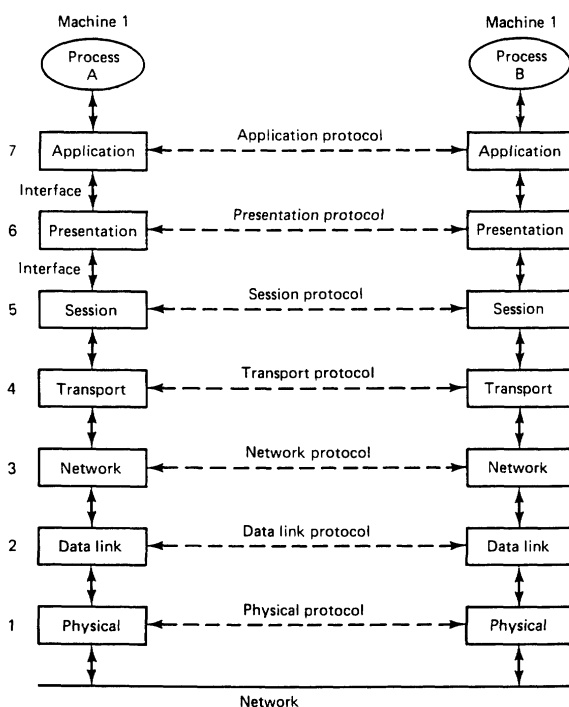 Machine 1 Machine 1
Process A Process B
Application protocol
7 Application Application
Interface
Presentation protocol
6 Presentation Presentation
Interface
Session protocol
5 Session Session
Transport protocol
4 Transport Transport
Network protocol
3 Network Network
Data link protocol
2 Data link Data link
Physical protocol
1 Physical Physical
Network